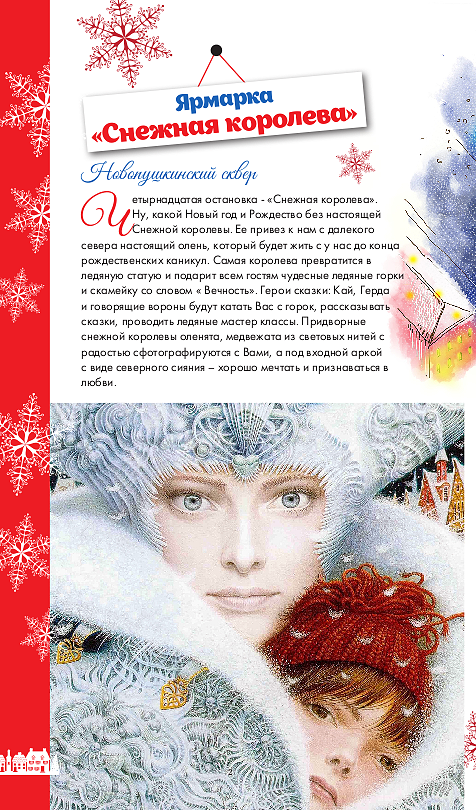 Ярмарка
«Снежная королева»
Новопушкинский сквер
Четырнадцатая остановка - «Снежная королева».
Ну, какой Новый год и Рождество без настоящей
Снежной королевы. Ее привез к нам с далекого
севера настоящий олень, который будет жить с у нас до конца
рождественских каникул. Самая королева превратится в
ледяную статую и подарит всем гостям чудесные ледяные горки
и скамейку со словом « Вечность». Герои сказки: Кай, Герда
и говорящие вороны будут катать Вас с горок, рассказывать
сказки, проводить ледяные мастер классы. Придворные
снежной королевы оленята, медвежата из световых нитей с
радостью сфотографируются с Вами, а под входной аркой
с виде северного сияния – хорошо мечтать и признаваться в
любви.